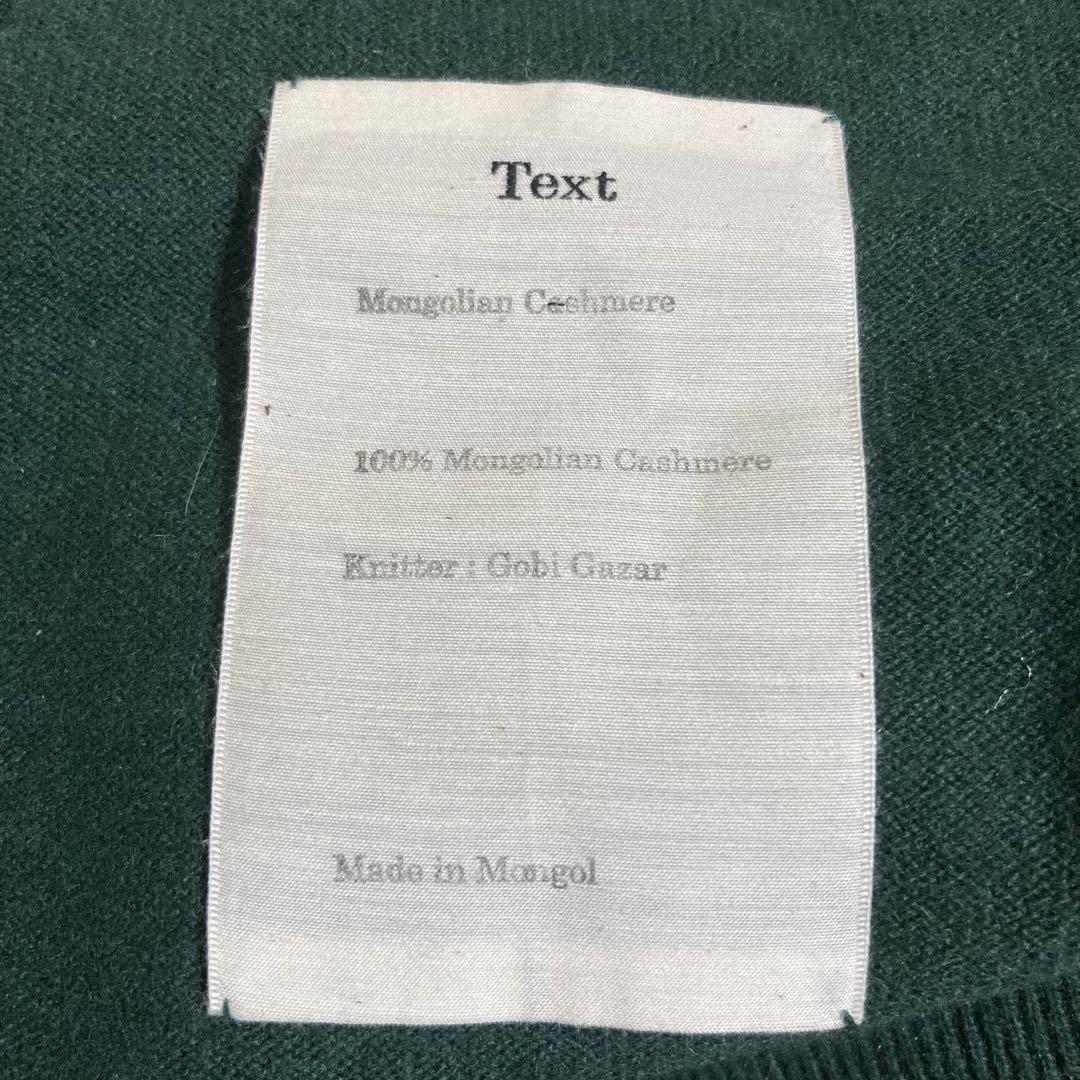 Text
Mongolian Cashmere
100% Mongolian Cashmere
Knitter : Gobi Gazar
Made in Mongol